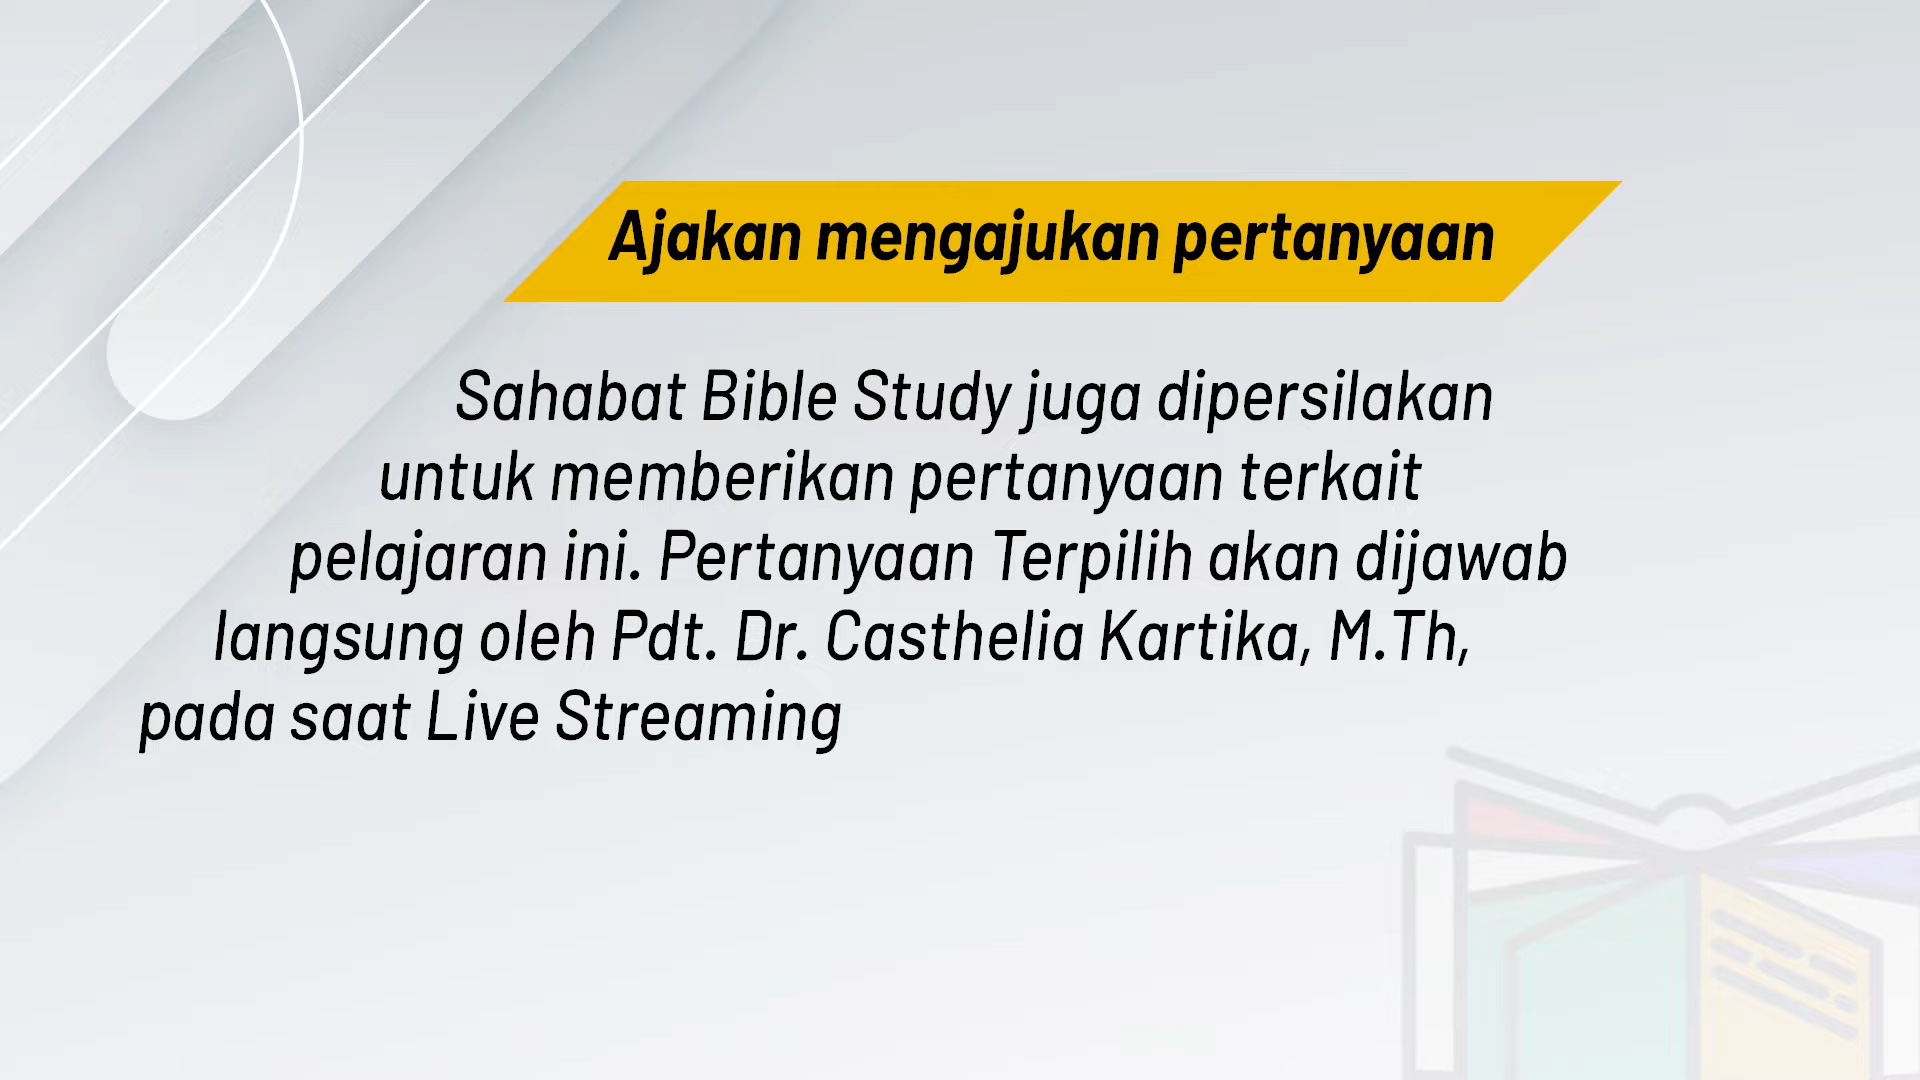 Ajakan mengajukan pertanyaan
Sahabat Bible Study juga dipersilakan
untuk memberikan pertanyaan terkait
pelajaran ini. Pertanyaan Terpilih akan dijawab
langsung oleh Pdt. Dr. Casthelia Kartika, M.Th,
pada saat Live Streaming